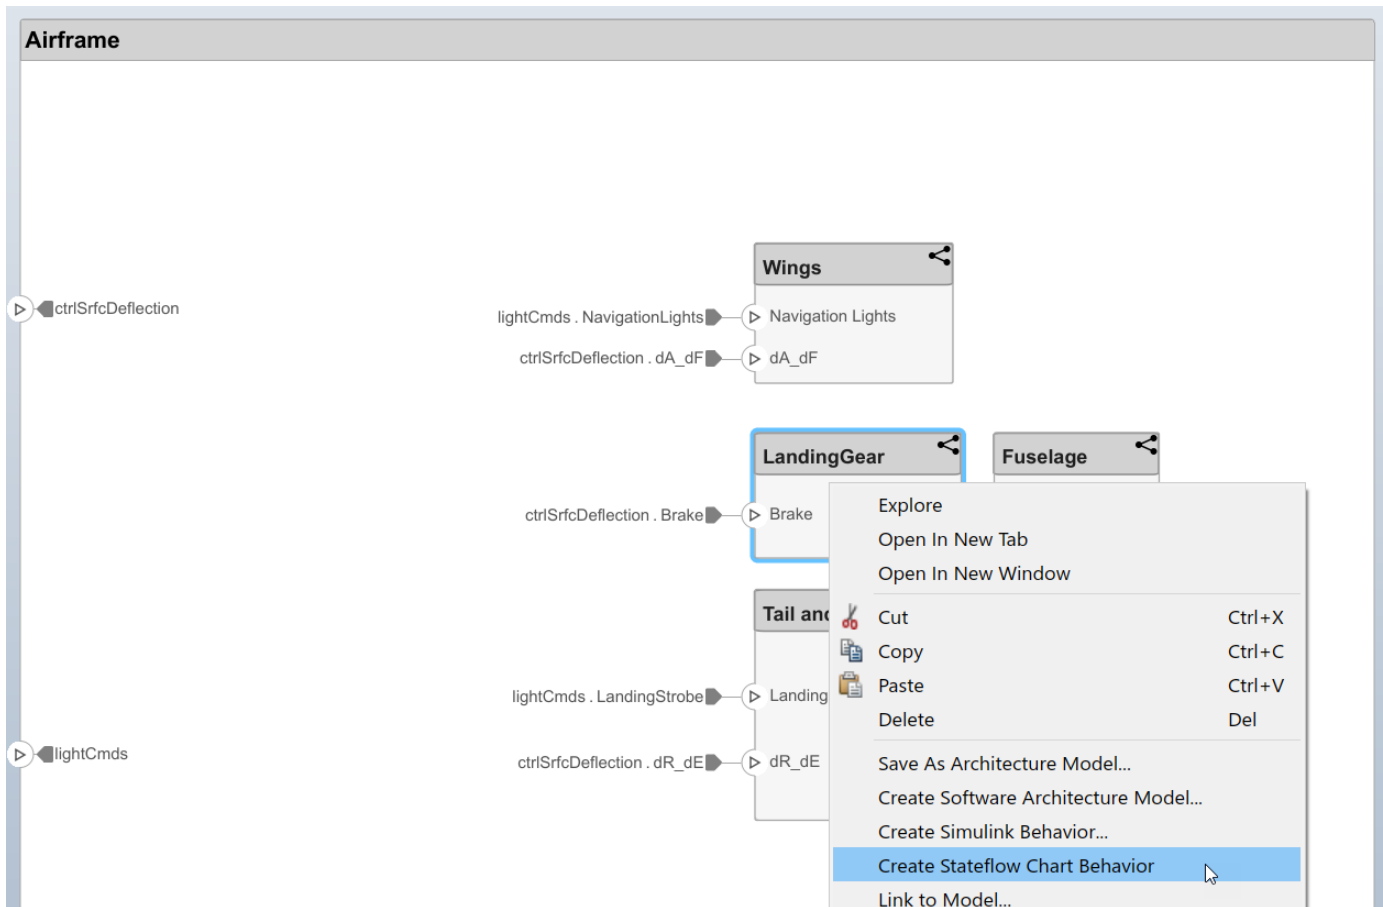 Airframe
Wings
ctrlSrfcDeflection
lightCmds . NavigationLights
Navigation Lights
ctrlSrfcDeflection . dA_dF
dA_dF
LandingGear
Fuselage
ctrlSrfcDeflection . Brake
Brake
Tail and
lightCmds . LandingStrobe
Landing
lightCmds
ctrlSrfcDeflection . dR_dE
dR_dE
Explore
Open In New Tab
Open In New Window
Cut Ctrl+X
Copy Ctrl+C
Paste Ctrl+V
Delete Del
Save As Architecture Model...
Create Software Architecture Model...
Create Simulink Behavior...
Create Stateflow Chart Behavior
Link to Model...